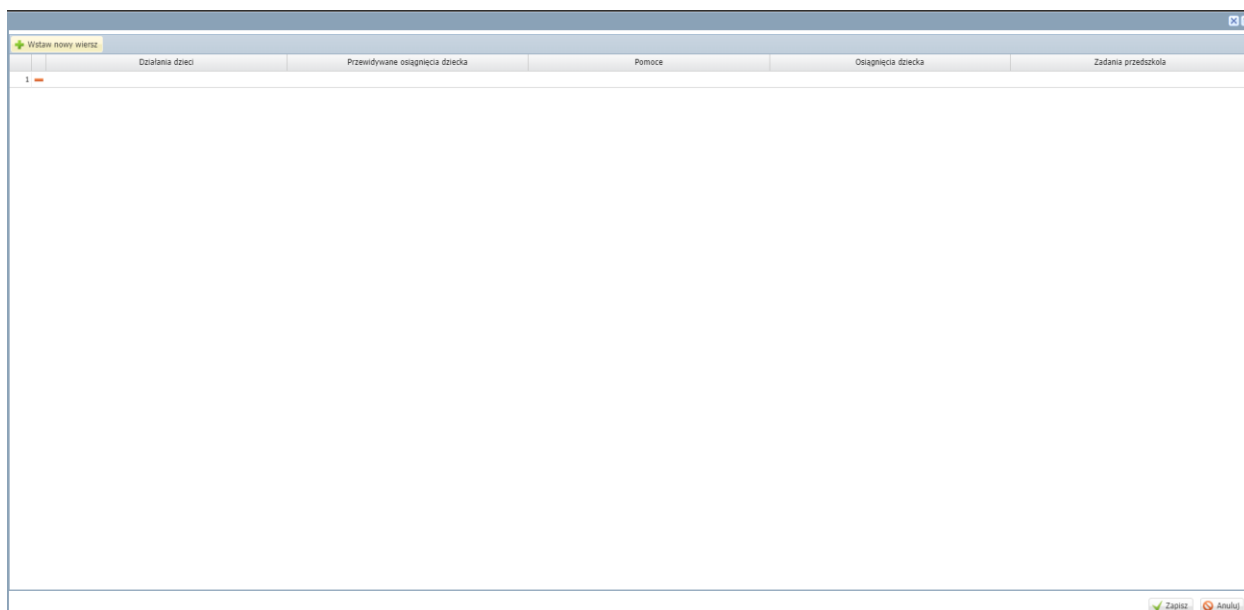 Wstaw nowy wiersz
Działania dzieci Przewidywane osiągnięcia dziecka Pomoce Osiągnięcia dziecka Zadania przedszkola
1
Zapisz Anuluj